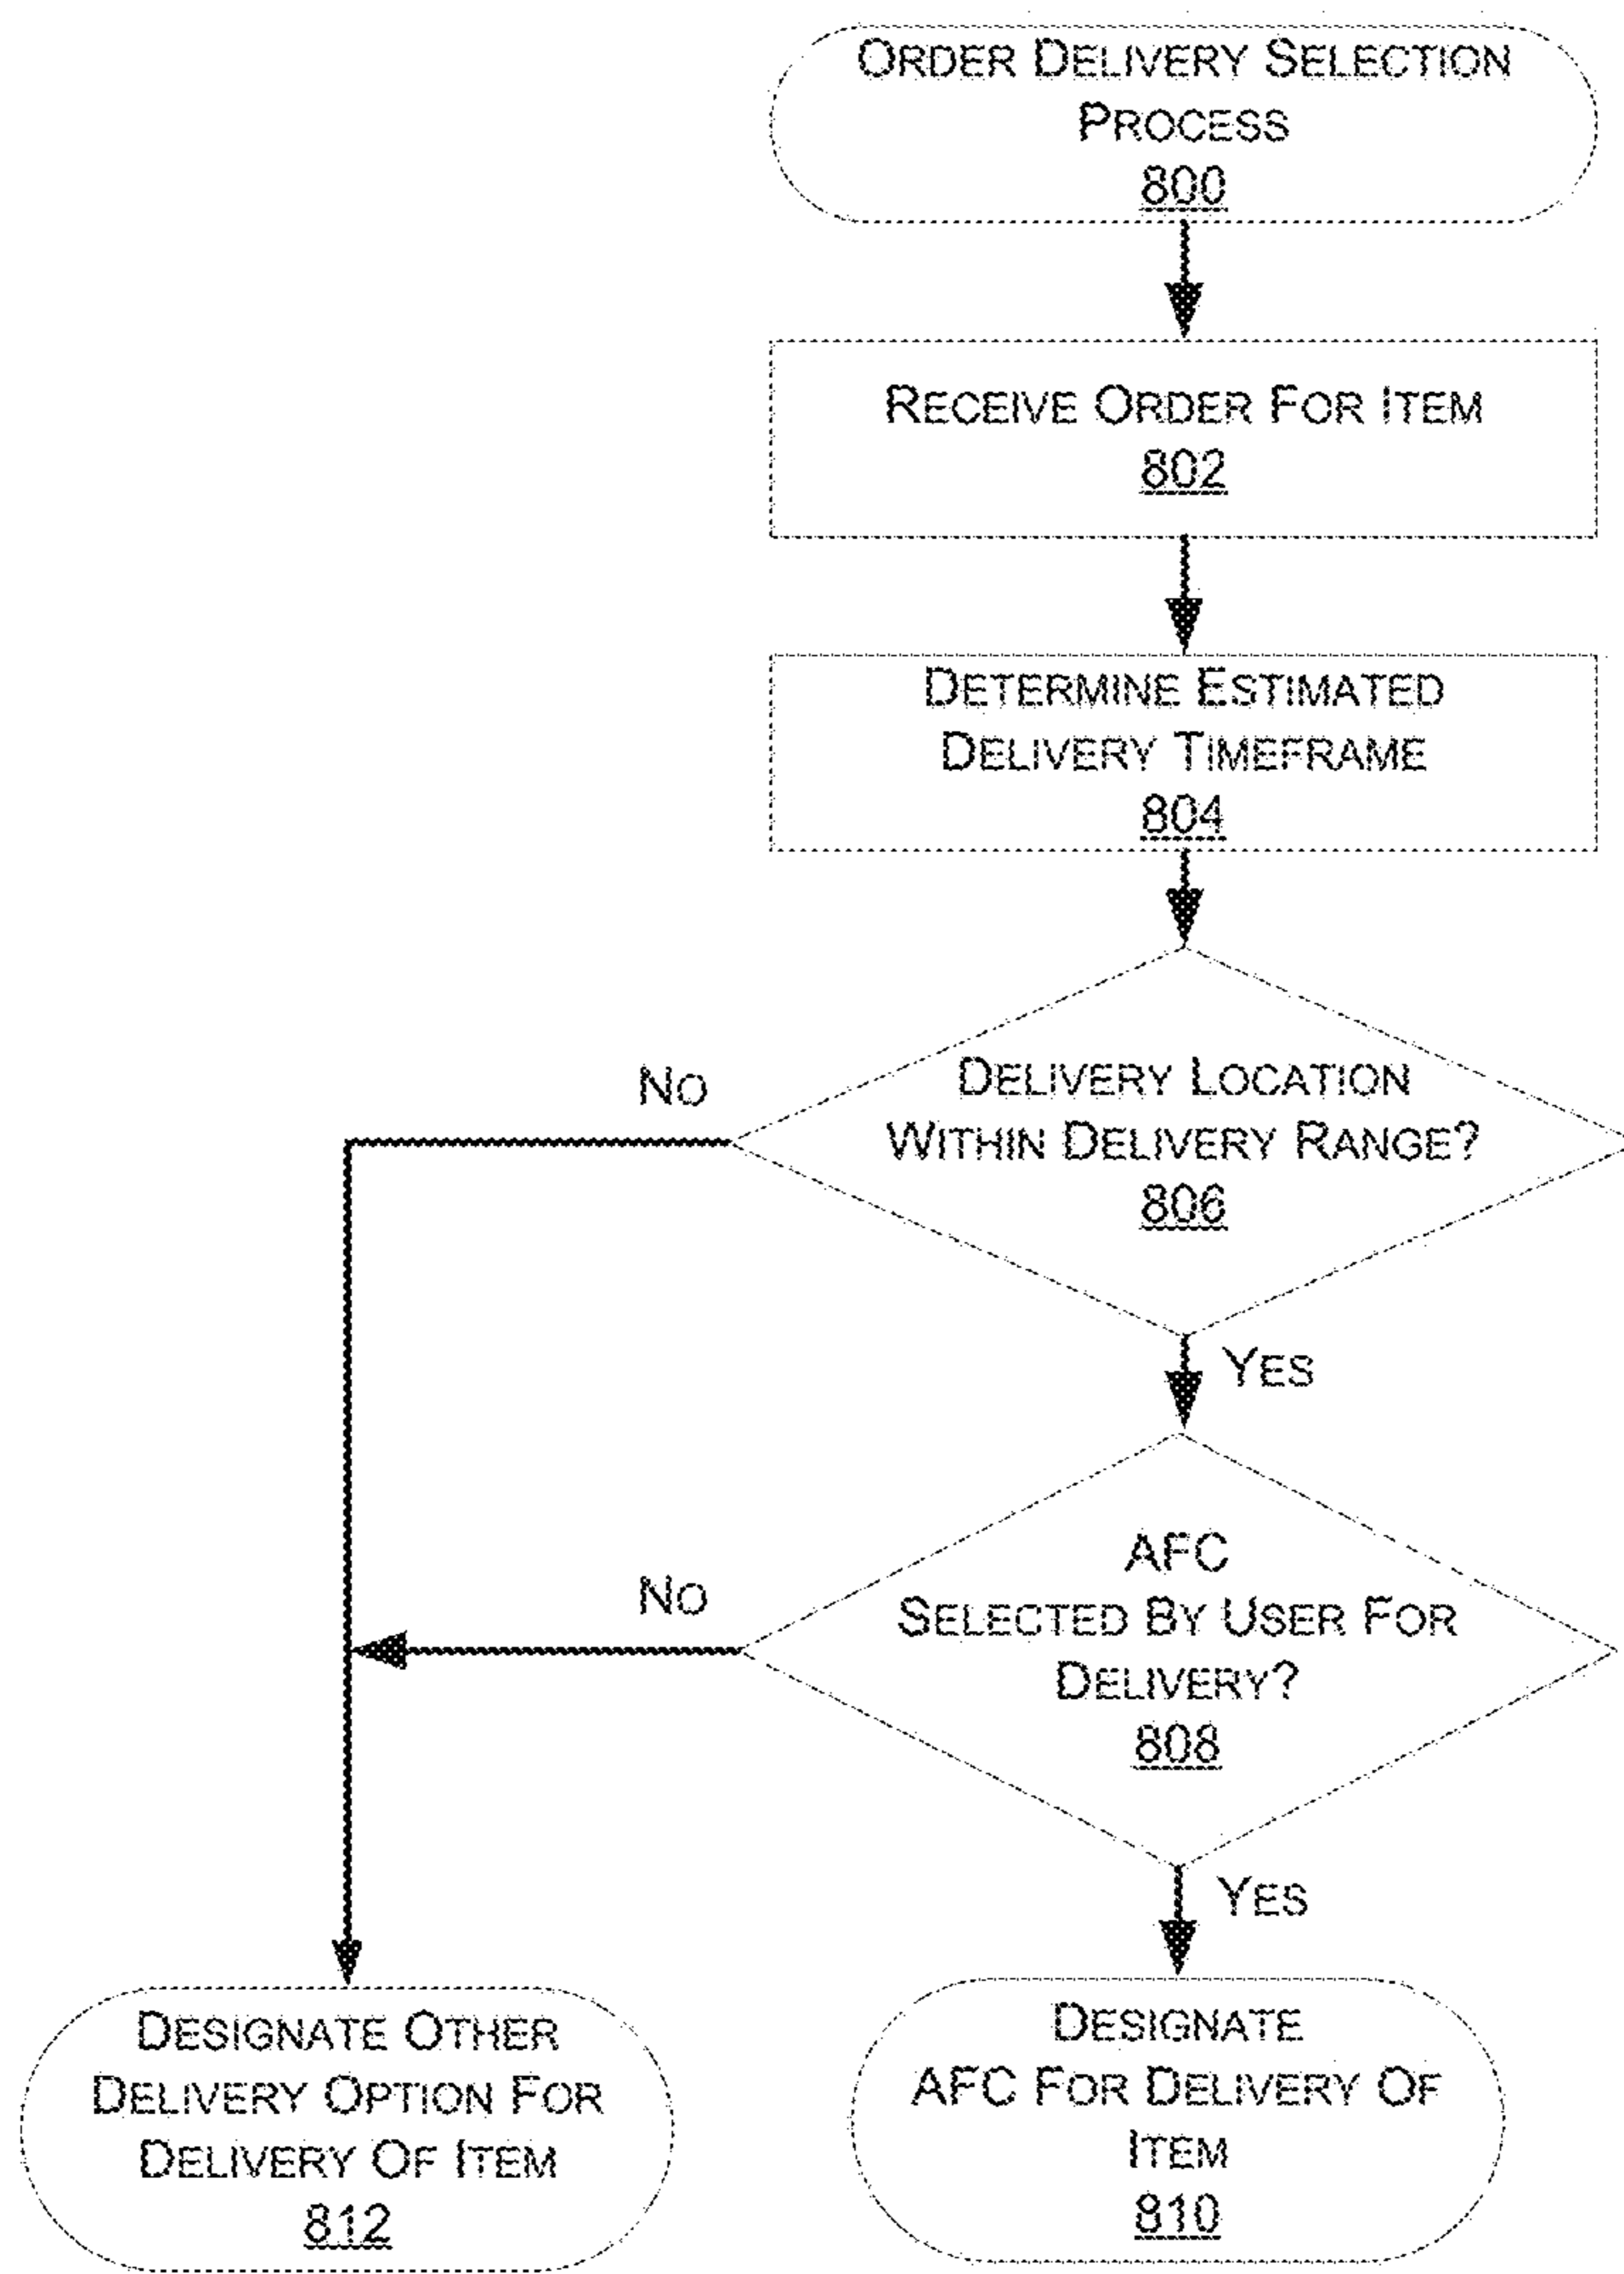 ORDER DELIVERY SELECTION
PROCESS
800
RECEIVE ORDER FOR ITEM
802
DETERMINE ESTIMATED
DELIVERY TIMEFRAME
804
DELIVERY LOCATION
WITHIN DELIVERY RANGE?
806
NO
YES
AFC
SELECTED BY USER FOR
DELIVERY?
808
NO
YES
DESIGNATE OTHER
DELIVERY OPTION FOR
DELIVERY OF ITEM
812
DESIGNATE
AFC FOR DELIVERY OF
ITEM
810